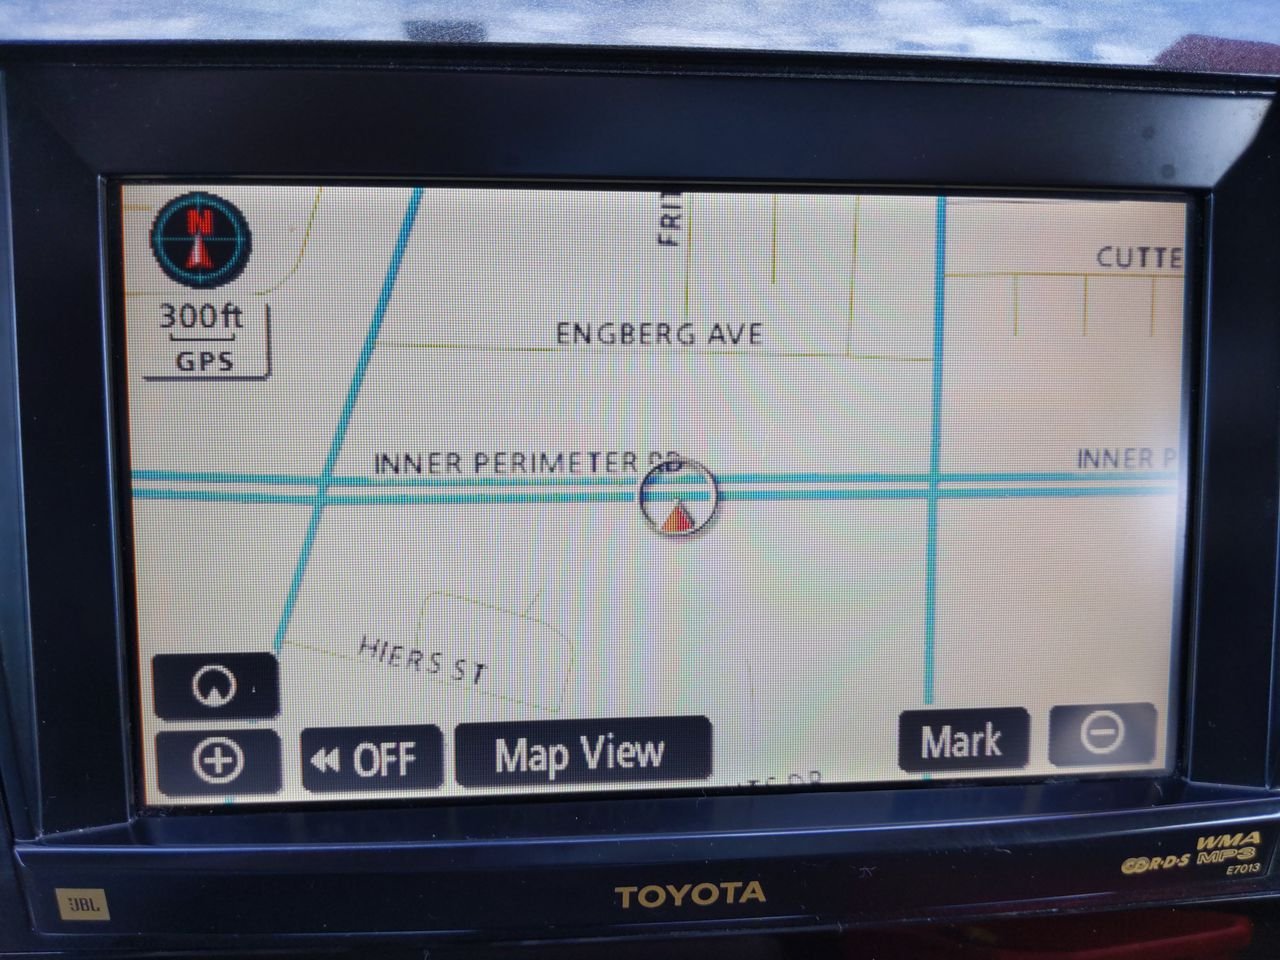 N
FRI
CUTTE
300ft
GPS
ENGBERG AVE
INNER PERIMETER RD
INNER P
HIERS ST
OFF
Map View
Mark
JBL
TOYOTA
R·D·S
WMA
MP3
E7013